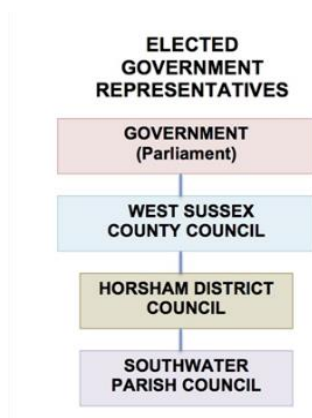 ELECTED
GOVERNMENT
REPRESENTATIVES
GOVERNMENT
(Parliament)
WEST SUSSEX
COUNTY COUNCIL
HORSHAM DISTRICT
COUNCIL
SOUTHWATER
PARISH COUNCIL